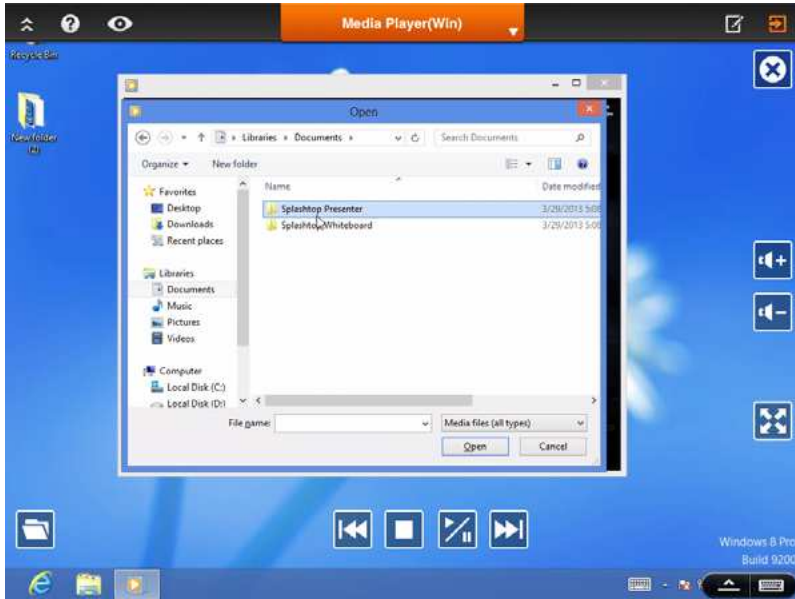 Media Player(Win)
Recycle Bin
New folder
Open
Libraries
Documents
Search Documents
Organize
New folder
Name
Date modified
Favorites
Desktop
Downloads
Recent places
Libraries
Documents
Music
Pictures
Videos
Computer
Local Disk (C:)
Local Disk (D:)
Splashtop Presenter
3/29/2013 5:08
Splashtop Whiteboard
3/29/2013
File name:
Media files (all types)
Open
Cancel
Windows 8 Pro
Build 9200